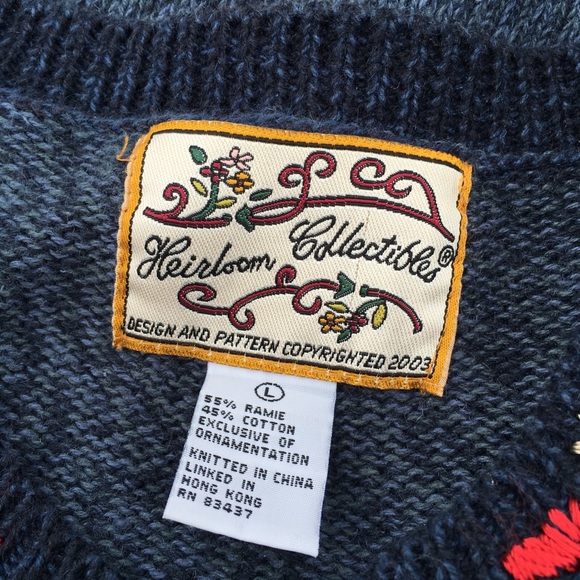 Heirloom Collectibles®
DESIGN AND PATTERN COPYRIGHTED 2003
L
55% RAMIE
45% COTTON
EXCLUSIVE OF
ORNAMENTATION
KNITTED IN CHINA
LINKED IN
HONG KONG
RN 83437